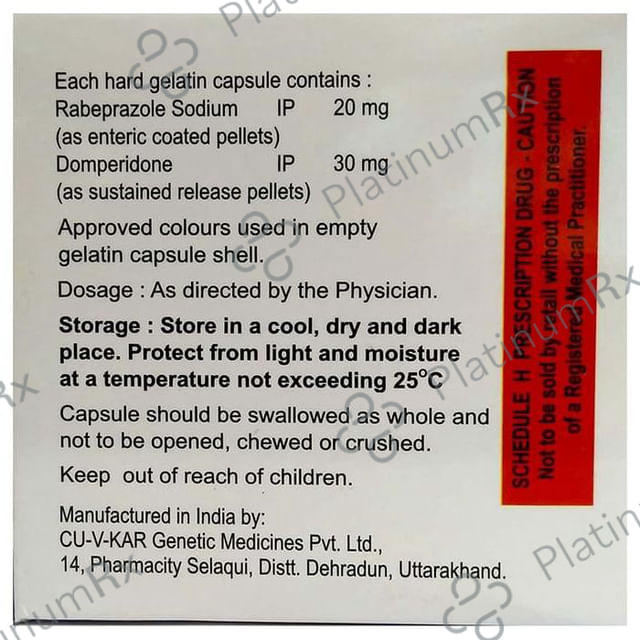 Each hard gelatin capsule contains :
Rabeprazole Sodium IP 20 mg
(as enteric coated pellets)
Domperidone IP 30 mg
(as sustained release pellets)
Approved colours used in empty
gelatin capsule shell.
Dosage : As directed by the Physician.
Storage : Store in a cool, dry and dark
place. Protect from light and moisture
at a temperature not exceeding 25°C
Capsule should be swallowed as whole and
not to be opened, chewed or crushed.
Keep out of reach of children.
Manufactured in India by:
CU-V-KAR Genetic Medicines Pvt. Ltd.,
14, Pharmacity Selaqui, Distt. Dehradun, Uttarakhand.
SCHEDULE H PRESCRIPTION DRUG - CAUTION
Not to be sold by retail without the prescription
of a Registered Medical Practitioner.
PlatinumRx
PlatinumRx
PlatinumRx